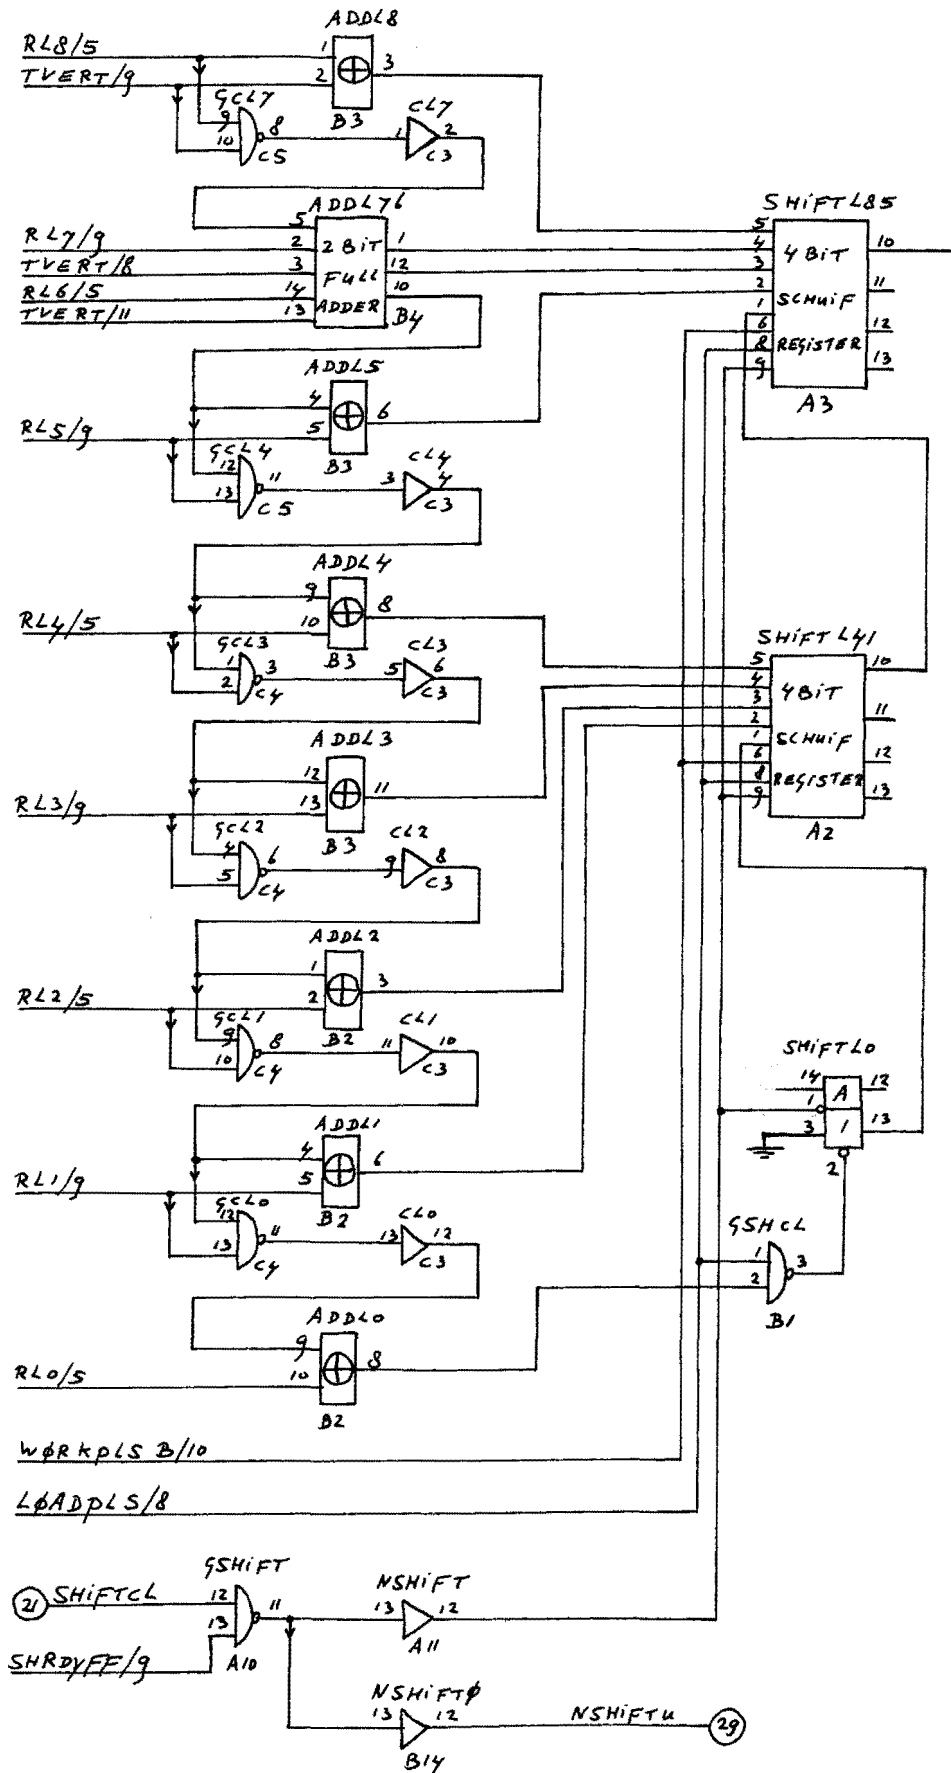 ADDL8
RL8/5
1
3
TVERT/9
2
GCL7
9
8
10
C5
B3
CL7
1
2
C3
ADDL76
5
RL7/9
2
2 BiT
1
TVERT/8
3
FULL
12
RL6/5
14
10
ADDER
TVERT/11
13
B4
SHiFTL85
5
4
4 BiT
10
3
2
SCHUiF
11
1
6
12
8
REGiSTER
9
13
A3
ADDL5
4
6
RL5/9
5
GCL4
12
11
13
C5
B3
CL4
3
4
C3
ADDL4
9
8
RL4/5
10
GCL3
1
3
2
C4
B3
CL3
5
6
C3
SHiFTL41
5
10
4
4BiT
3
2
11
1
SCHUiF
6
12
8
REGISTER
9
13
A2
ADDL3
12
11
RL3/9
13
GCL2
4
6
5
C4
B3
CL2
9
8
C3
ADDL2
1
3
RL2/5
2
GCL1
9
8
10
C4
B2
CL1
11
10
C3
SHiFTL0
14
A
12
1
3
1
13
2
ADDL1
4
6
RL1/9
5
GCL0
12
11
13
C4
B2
CL0
13
12
C3
GSHCL
1
3
2
B1
ADDL0
9
8
10
RL0/5
B2
WØRKPLS B/10
LØADPLS/8
GSHiFT
21
SHiFTCL
12
11
13
SHRDYFF/9
A10
NSHiFT
13
12
A11
NSHiFTØ
13
12
B14
NSHiFTU
29